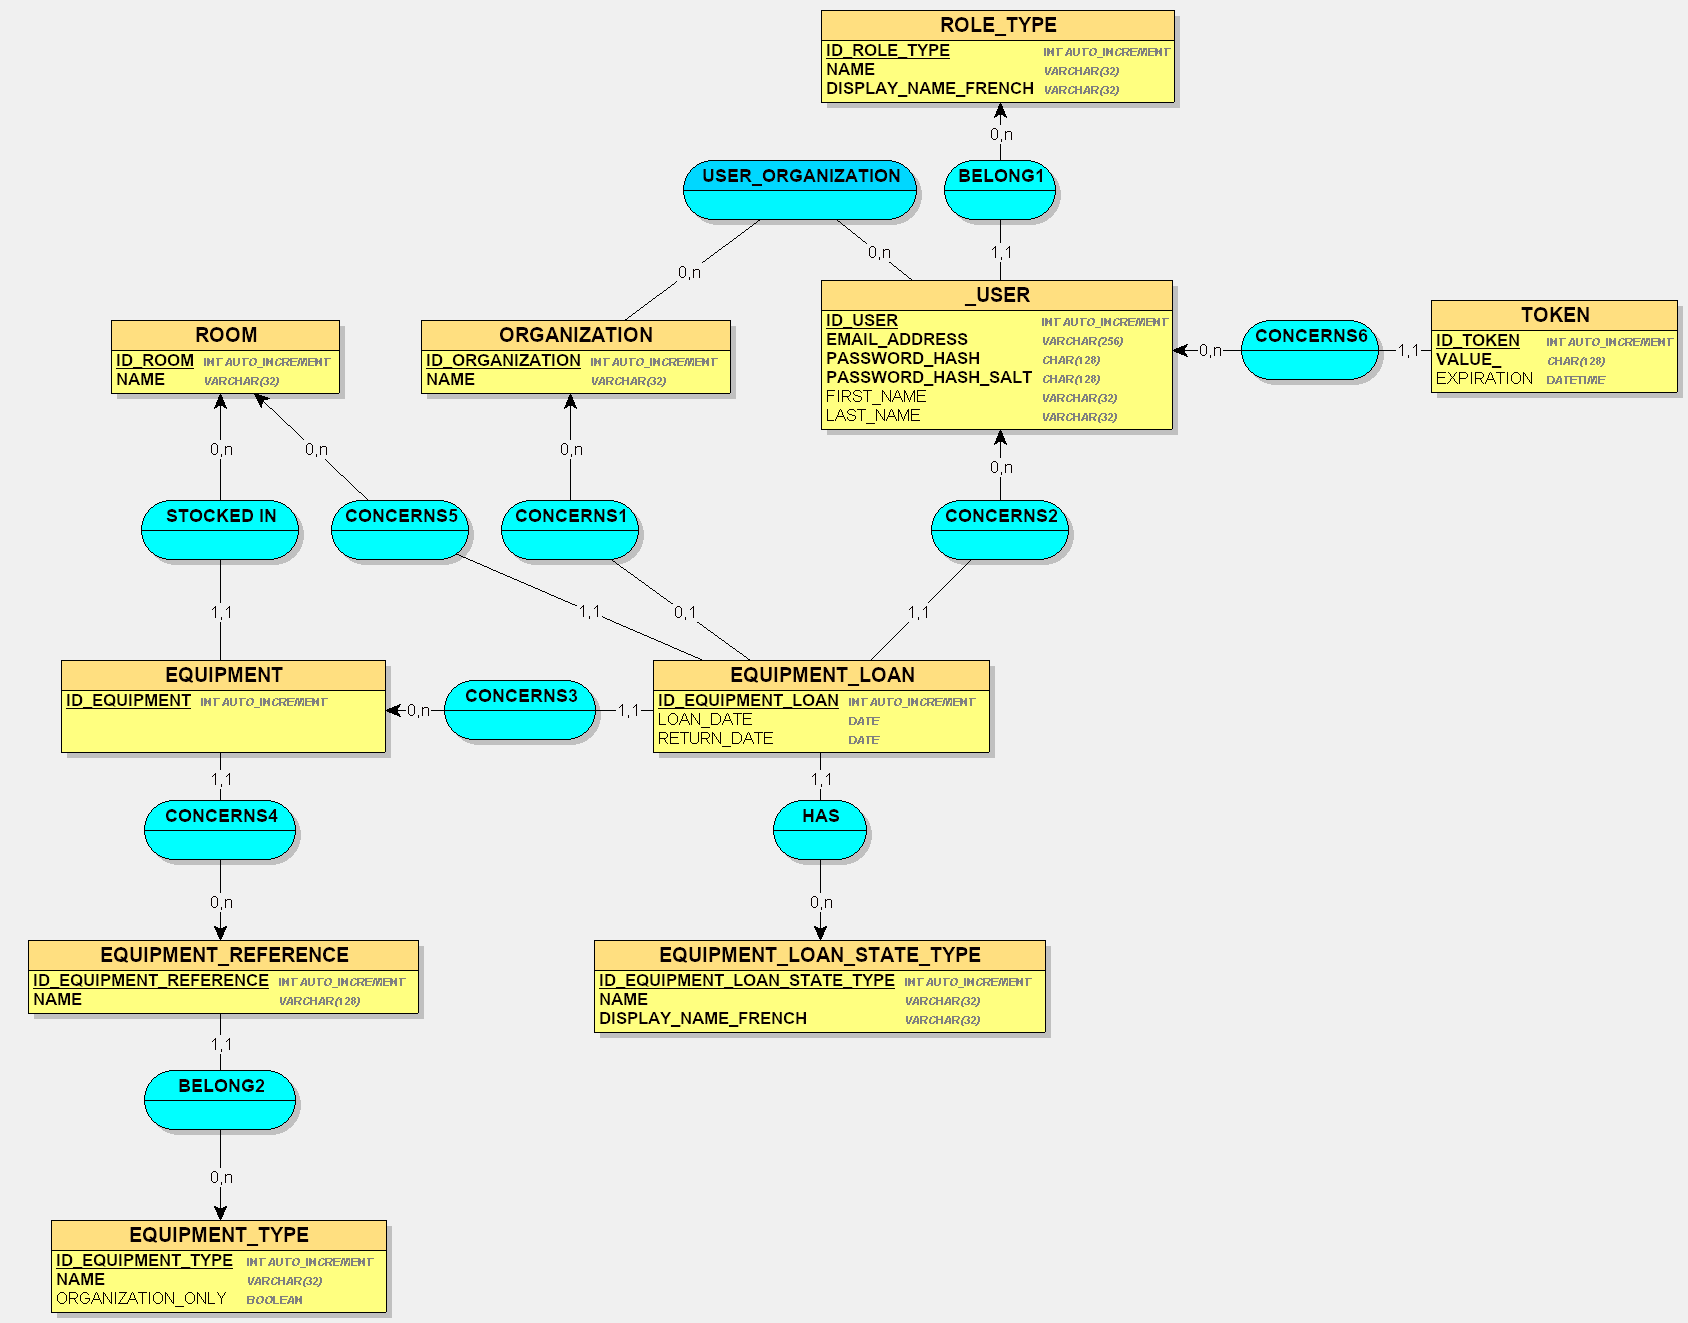 ROLE_TYPE
ID_ROLE_TYPE INT AUTO_INCREMENT
NAME VARCHAR(32)
DISPLAY_NAME_FRENCH VARCHAR(32)
0,n
USER_ORGANIZATION
BELONG1
0,n
1,1
0,n
_USER
ID_USER INT AUTO_INCREMENT
EMAIL_ADDRESS VARCHAR(256)
PASSWORD_HASH CHAR(128)
PASSWORD_HASH_SALT CHAR(128)
FIRST_NAME VARCHAR(32)
LAST_NAME VARCHAR(32)
CONCERNS6
0,n
1,1
TOKEN
ID_TOKEN INT AUTO_INCREMENT
VALUE_ CHAR(128)
EXPIRATION DATETIME
ROOM
ID_ROOM INT AUTO_INCREMENT
NAME VARCHAR(32)
ORGANIZATION
ID_ORGANIZATION INT AUTO_INCREMENT
NAME VARCHAR(32)
0,n
0,n
0,n
0,n
STOCKED IN
CONCERNS5
CONCERNS1
CONCERNS2
1,1
1,1
0,1
1,1
EQUIPMENT
ID_EQUIPMENT INT AUTO_INCREMENT
CONCERNS3
0,n
1,1
EQUIPMENT_LOAN
ID_EQUIPMENT_LOAN INT AUTO_INCREMENT
LOAN_DATE DATE
RETURN_DATE DATE
1,1
1,1
CONCERNS4
HAS
0,n
0,n
EQUIPMENT_REFERENCE
ID_EQUIPMENT_REFERENCE INT AUTO_INCREMENT
NAME VARCHAR(128)
EQUIPMENT_LOAN_STATE_TYPE
ID_EQUIPMENT_LOAN_STATE_TYPE INT AUTO_INCREMENT
NAME VARCHAR(32)
DISPLAY_NAME_FRENCH VARCHAR(32)
1,1
BELONG2
0,n
EQUIPMENT_TYPE
ID_EQUIPMENT_TYPE INT AUTO_INCREMENT
NAME VARCHAR(32)
ORGANIZATION_ONLY BOOLEAN